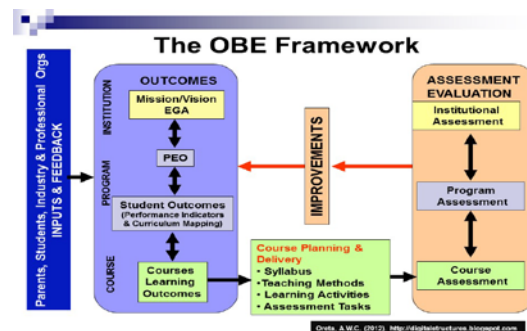 The OBE Framework
Parents, Students, Industry & Professional Orgs
INPUTS & FEEDBACK
OUTCOMES
INSTITUTION
Mission/Vision
EGA
PROGRAM
PEO
Student Outcomes
(Performance Indicators
& Curriculum Mapping)
COURSE
Courses
Learning
Outcomes
IMPROVEMENTS
Course Planning &
Delivery
• Syllabus
•Teaching Methods
• Learning Activities
• Assessment Tasks
ASSESSMENT
EVALUATION
Institutional
Assessment
Program
Assessment
Course
Assessment
Oreta, A.W.C. (2012) http://digitalstructures.blogspot.com